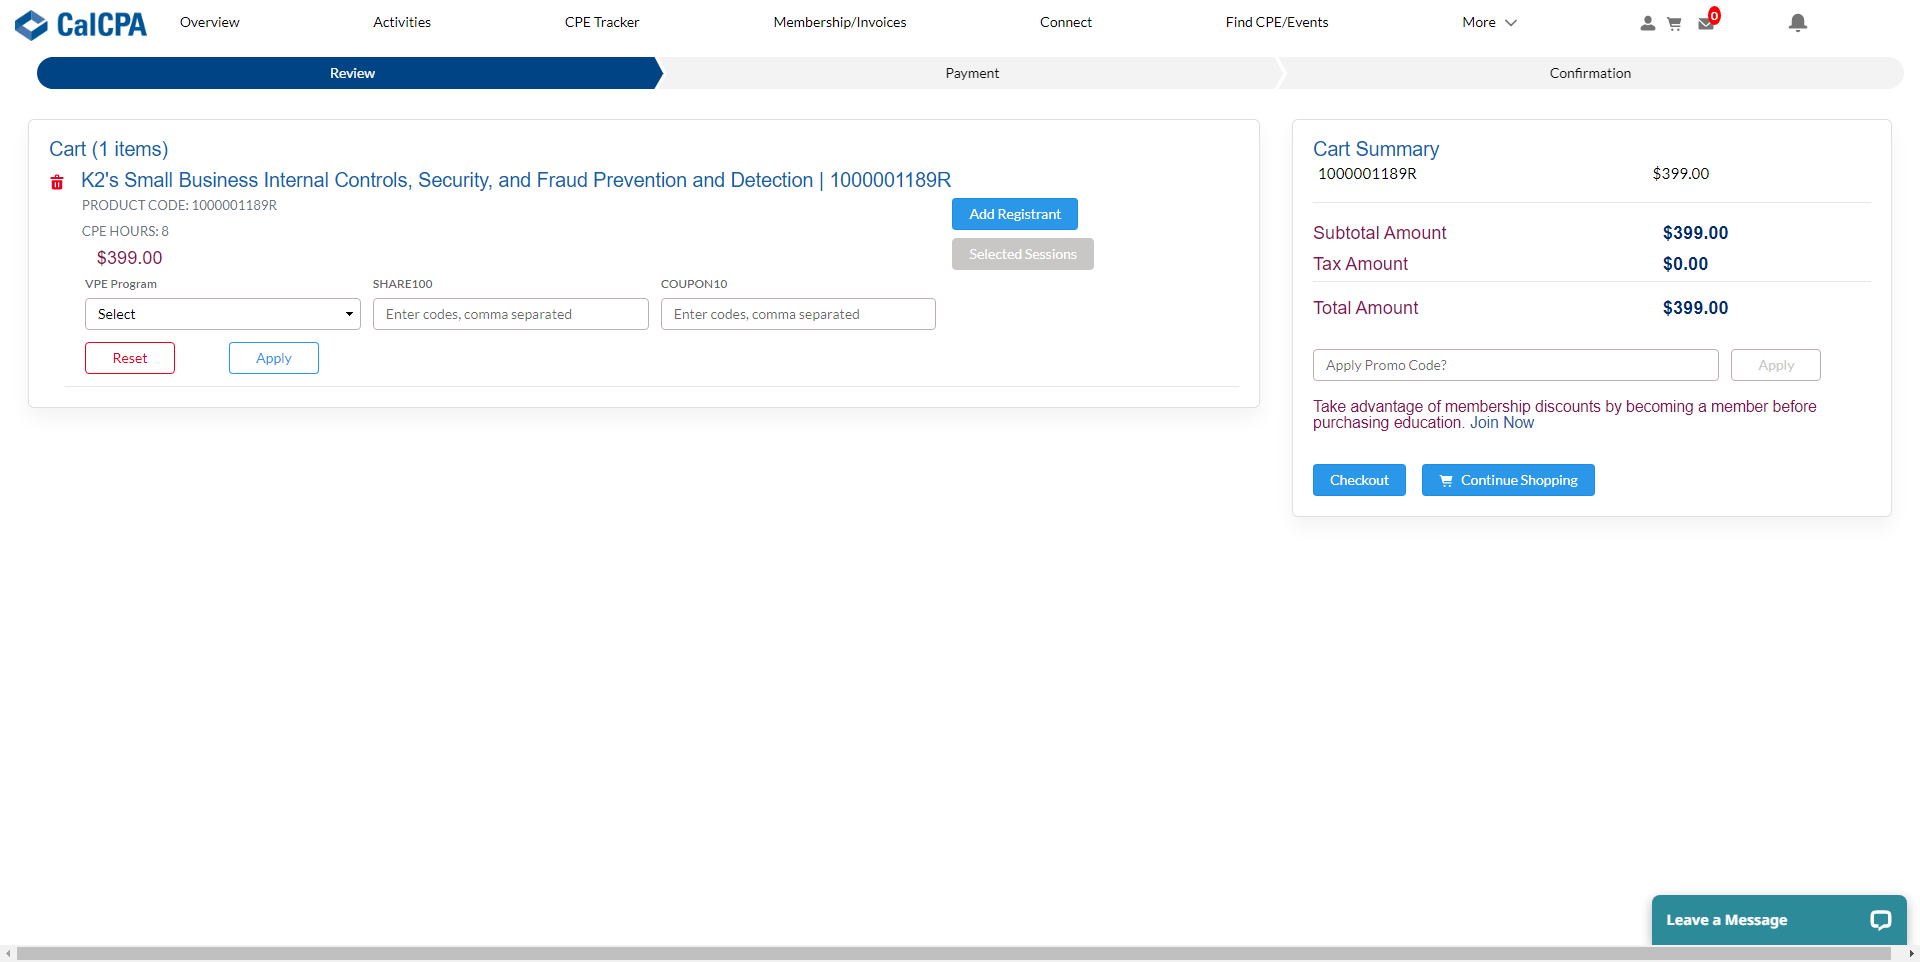 CalCPA
Overview
Activities
CPE Tracker
Membership/Invoices
Connect
Find CPE/Events
More
0
Review
Payment
Confirmation
Cart (1 items)
K2's Small Business Internal Controls, Security, and Fraud Prevention and Detection | 1000001189R
PRODUCT CODE: 1000001189R
Add Registrant
CPE HOURS: 8
Selected Sessions
$399.00
VPE Program
SHARE100
COUPON10
Select
Enter codes, comma separated
Enter codes, comma separated
Reset
Apply
Cart Summary
1000001189R $399.00
Subtotal Amount $399.00
Tax Amount $0.00
Total Amount $399.00
Apply Promo Code?
Apply
Take advantage of membership discounts by becoming a member before
purchasing education. Join Now
Checkout
Continue Shopping
Leave a Message